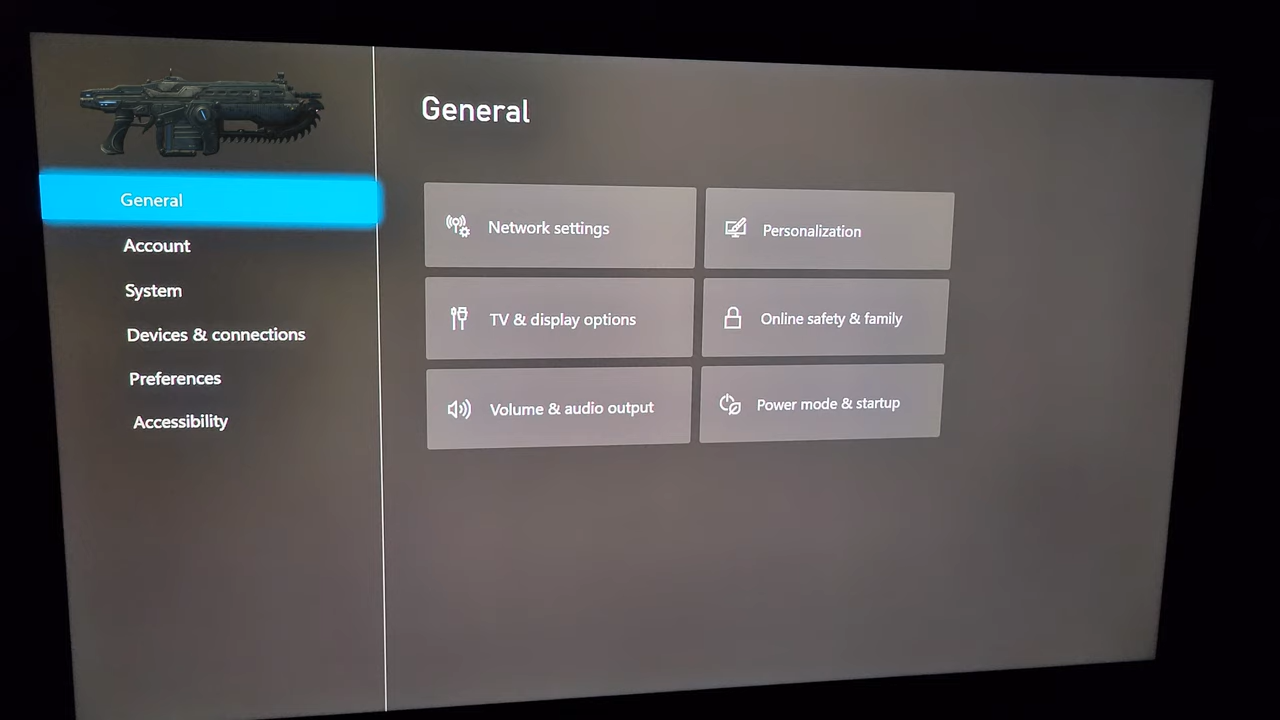 General
Account
System
Devices & connections
Preferences
Accessibility
General
Network settings
Personalization
TV & display options
Online safety & family
Volume & audio output
Power mode & startup